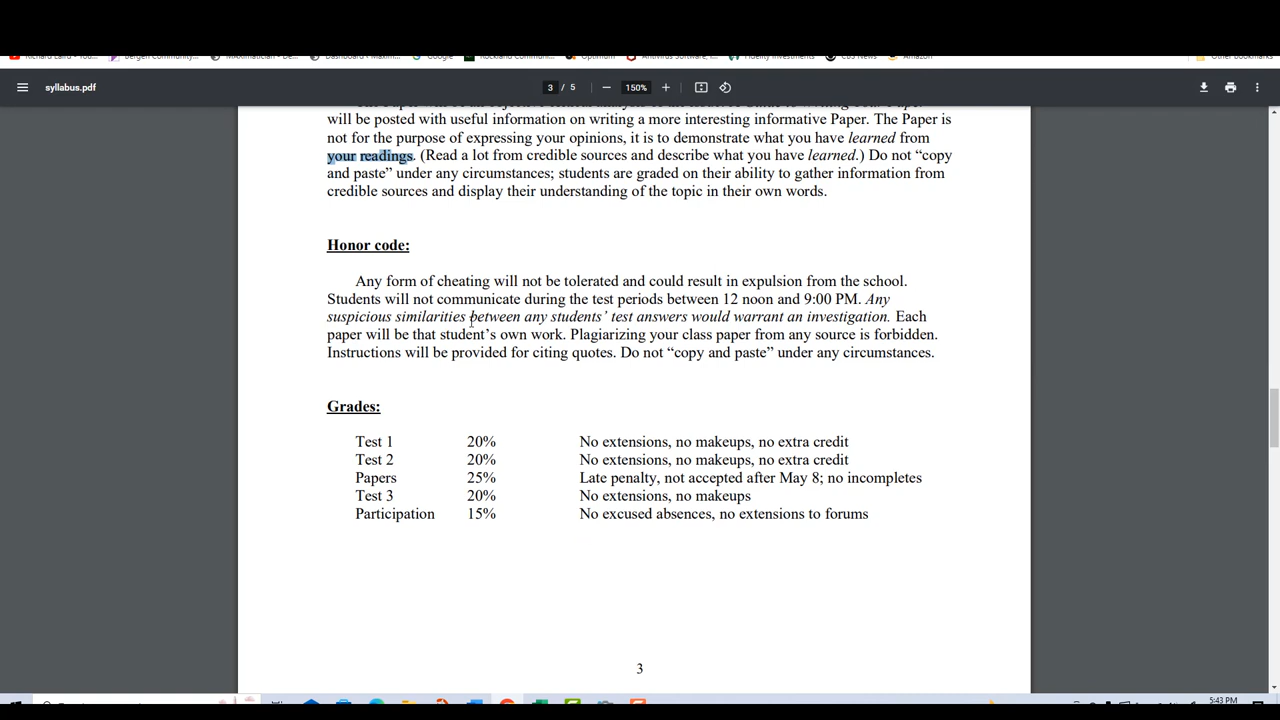 syllabus.pdf
3 / 5
150%
will be posted with useful information on writing a more interesting informative Paper. The Paper is
not for the purpose of expressing your opinions, it is to demonstrate what you have learned from
your readings. (Read a lot from credible sources and describe what you have learned.) Do not “copy
and paste” under any circumstances; students are graded on their ability to gather information from
credible sources and display their understanding of the topic in their own words.
Honor code:
Any form of cheating will not be tolerated and could result in expulsion from the school.
Students will not communicate during the test periods between 12 noon and 9:00 PM. Any
suspicious similarities between any students’ test answers would warrant an investigation. Each
paper will be that student’s own work. Plagiarizing your class paper from any source is forbidden.
Instructions will be provided for citing quotes. Do not “copy and paste” under any circumstances.
Grades:
Test 1 20% No extensions, no makeups, no extra credit
Test 2 20% No extensions, no makeups, no extra credit
Papers 25% Late penalty, not accepted after May 8; no incompletes
Test 3 20% No extensions, no makeups
Participation 15% No excused absences, no extensions to forums
3
5:43 PM